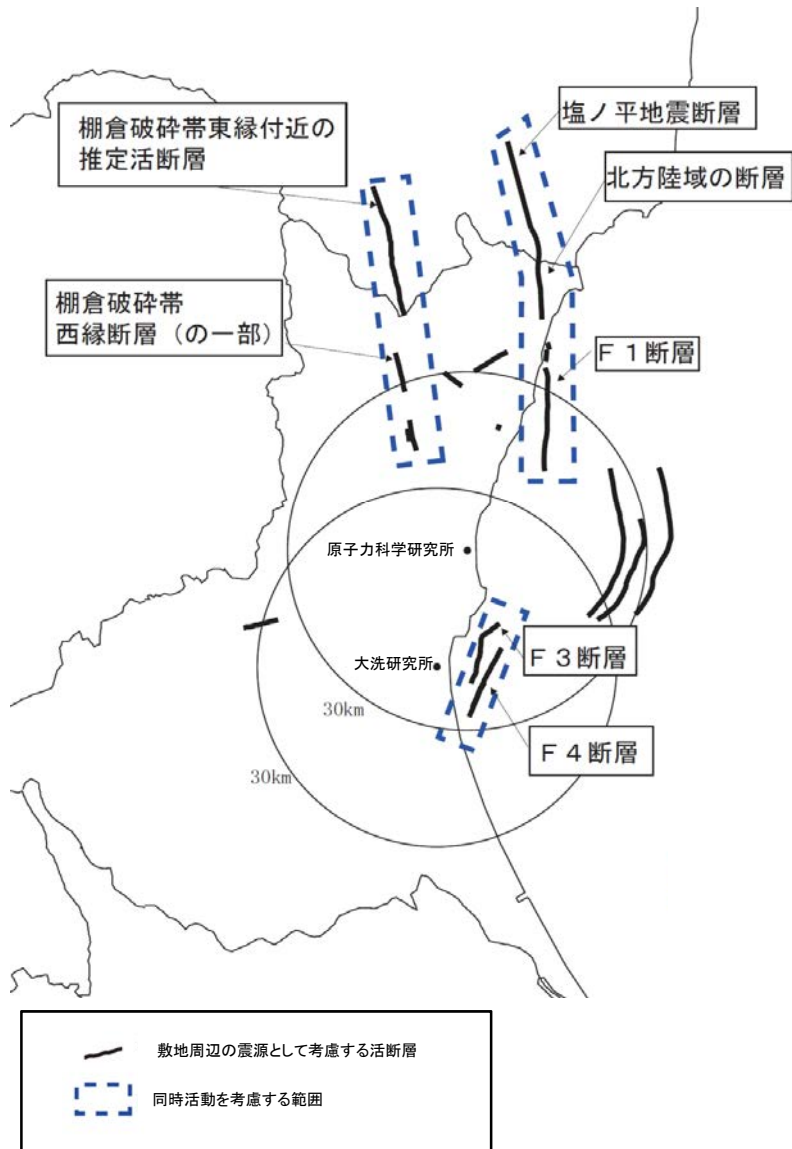 棚倉破砕帯東縁付近の
推定活断層
塩ノ平地震断層
北方陸域の断層
棚倉破砕帯
西縁断層（の一部）
Ｆ１断層
原子力科学研究所
Ｆ３断層
大洗研究所
30km
Ｆ４断層
30km
敷地周辺の震源として考慮する活断層
同時活動を考慮する範囲